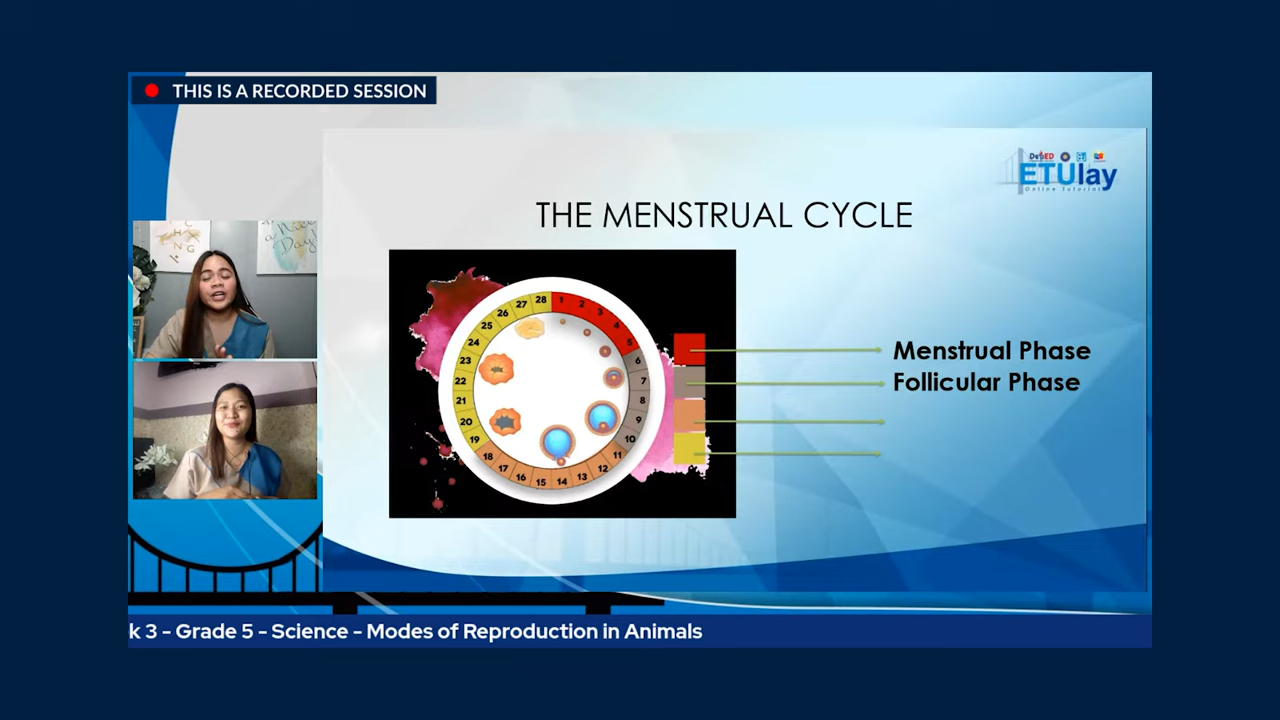 THIS IS A RECORDED SESSION
DepED
ETUlay
Online Tutorial
THE MENSTRUAL CYCLE
28 1 2 3 4 5 6 7 8 9 10 11 12 13 14 15 16 17 18 19 20 21 22 23 24 25 26 27
Menstrual Phase
Follicular Phase
k 3 - Grade 5 - Science - Modes of Reproduction in Animals